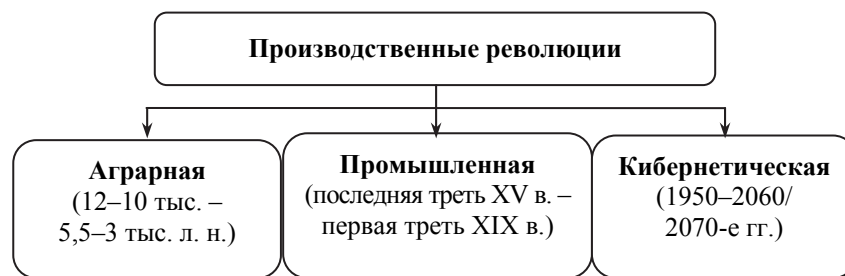 Производственные революции
Аграрная
(12–10 тыс. –
5,5–3 тыс. л. н.)
Промышленная
(последняя треть XV в. –
первая треть XIX в.)
Кибернетическая
(1950–2060/
2070-е гг.)